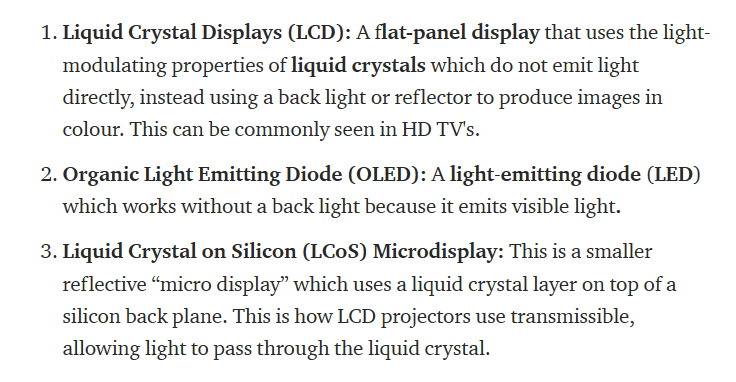 1. Liquid Crystal Displays (LCD): A flat-panel display that uses the light-
modulating properties of liquid crystals which do not emit light
directly, instead using a back light or reflector to produce images in
colour. This can be commonly seen in HD TV's.
2. Organic Light Emitting Diode (OLED): A light-emitting diode (LED)
which works without a back light because it emits visible light.
3. Liquid Crystal on Silicon (LCoS) Microdisplay: This is a smaller
reflective “micro display” which uses a liquid crystal layer on top of a
silicon back plane. This is how LCD projectors use transmissible,
allowing light to pass through the liquid crystal.